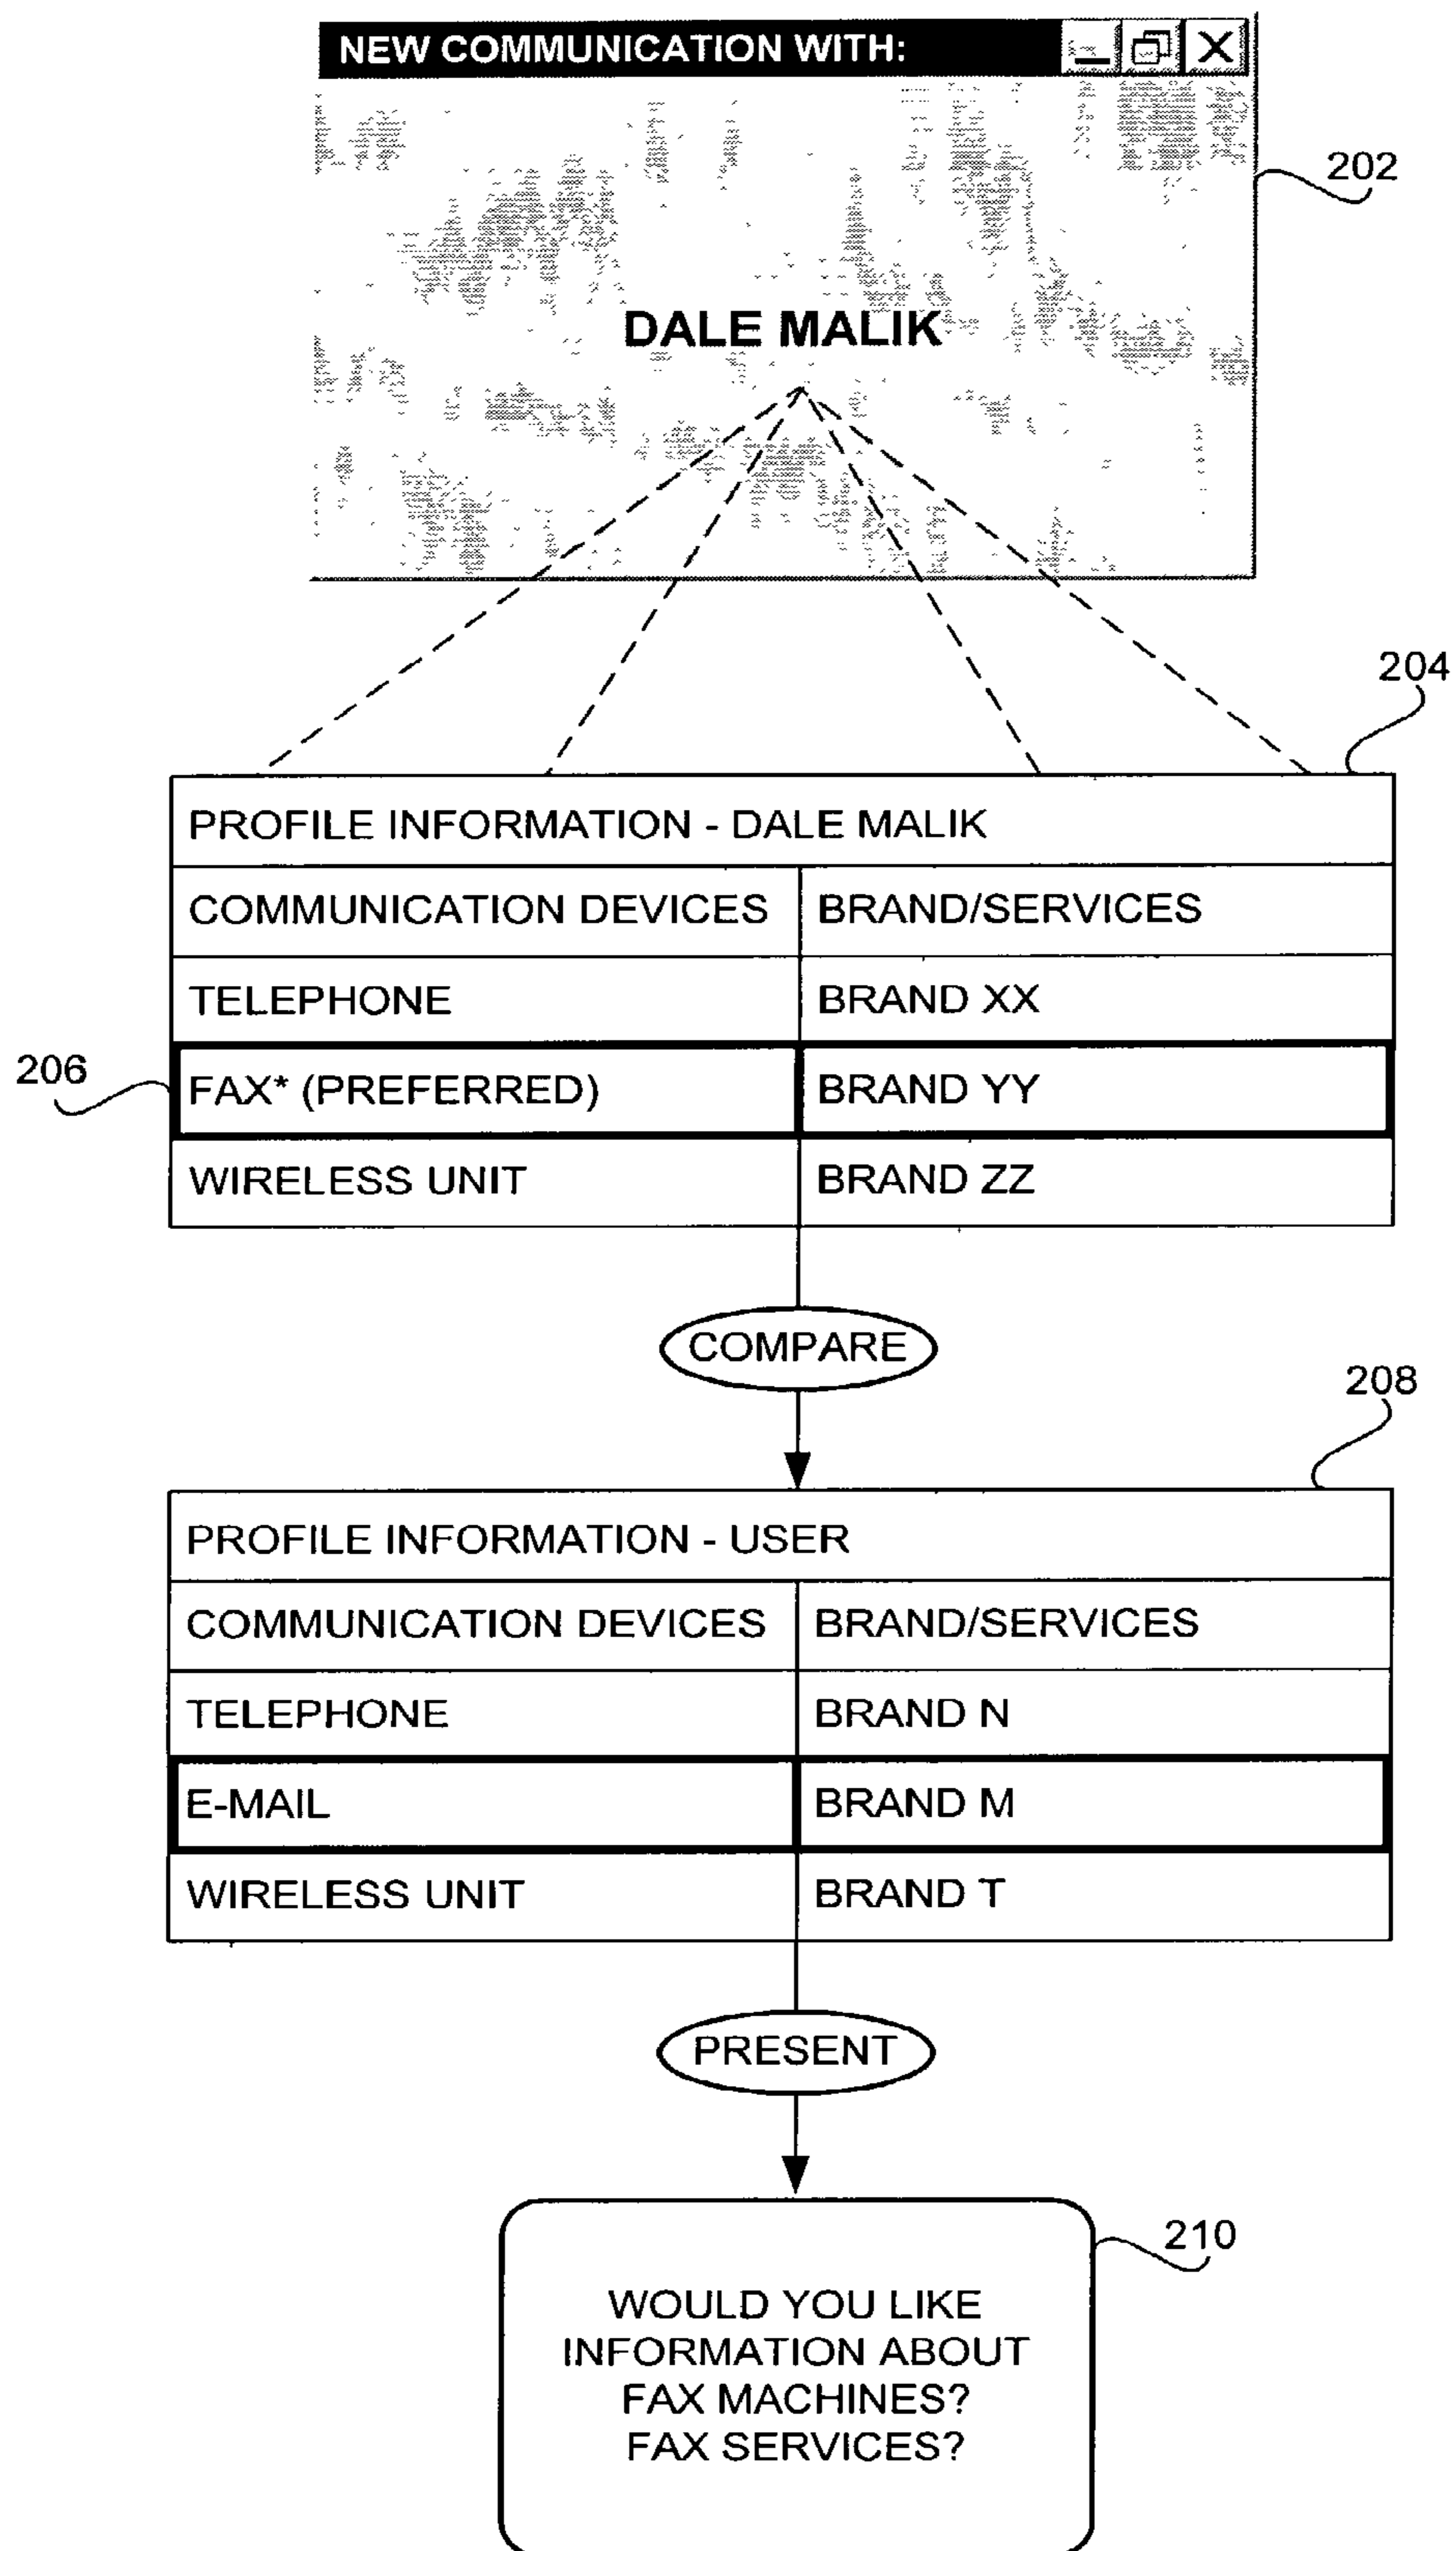 NEW COMMUNICATION WITH:
202
DALE MALIK
204
PROFILE INFORMATION - DALE MALIK
COMMUNICATION DEVICES BRAND/SERVICES
TELEPHONE BRAND XX
206
FAX* (PREFERRED) BRAND YY
WIRELESS UNIT BRAND ZZ
COMPARE
208
PROFILE INFORMATION - USER
COMMUNICATION DEVICES BRAND/SERVICES
TELEPHONE BRAND N
E-MAIL BRAND M
WIRELESS UNIT BRAND T
PRESENT
210
WOULD YOU LIKE
INFORMATION ABOUT
FAX MACHINES?
FAX SERVICES?